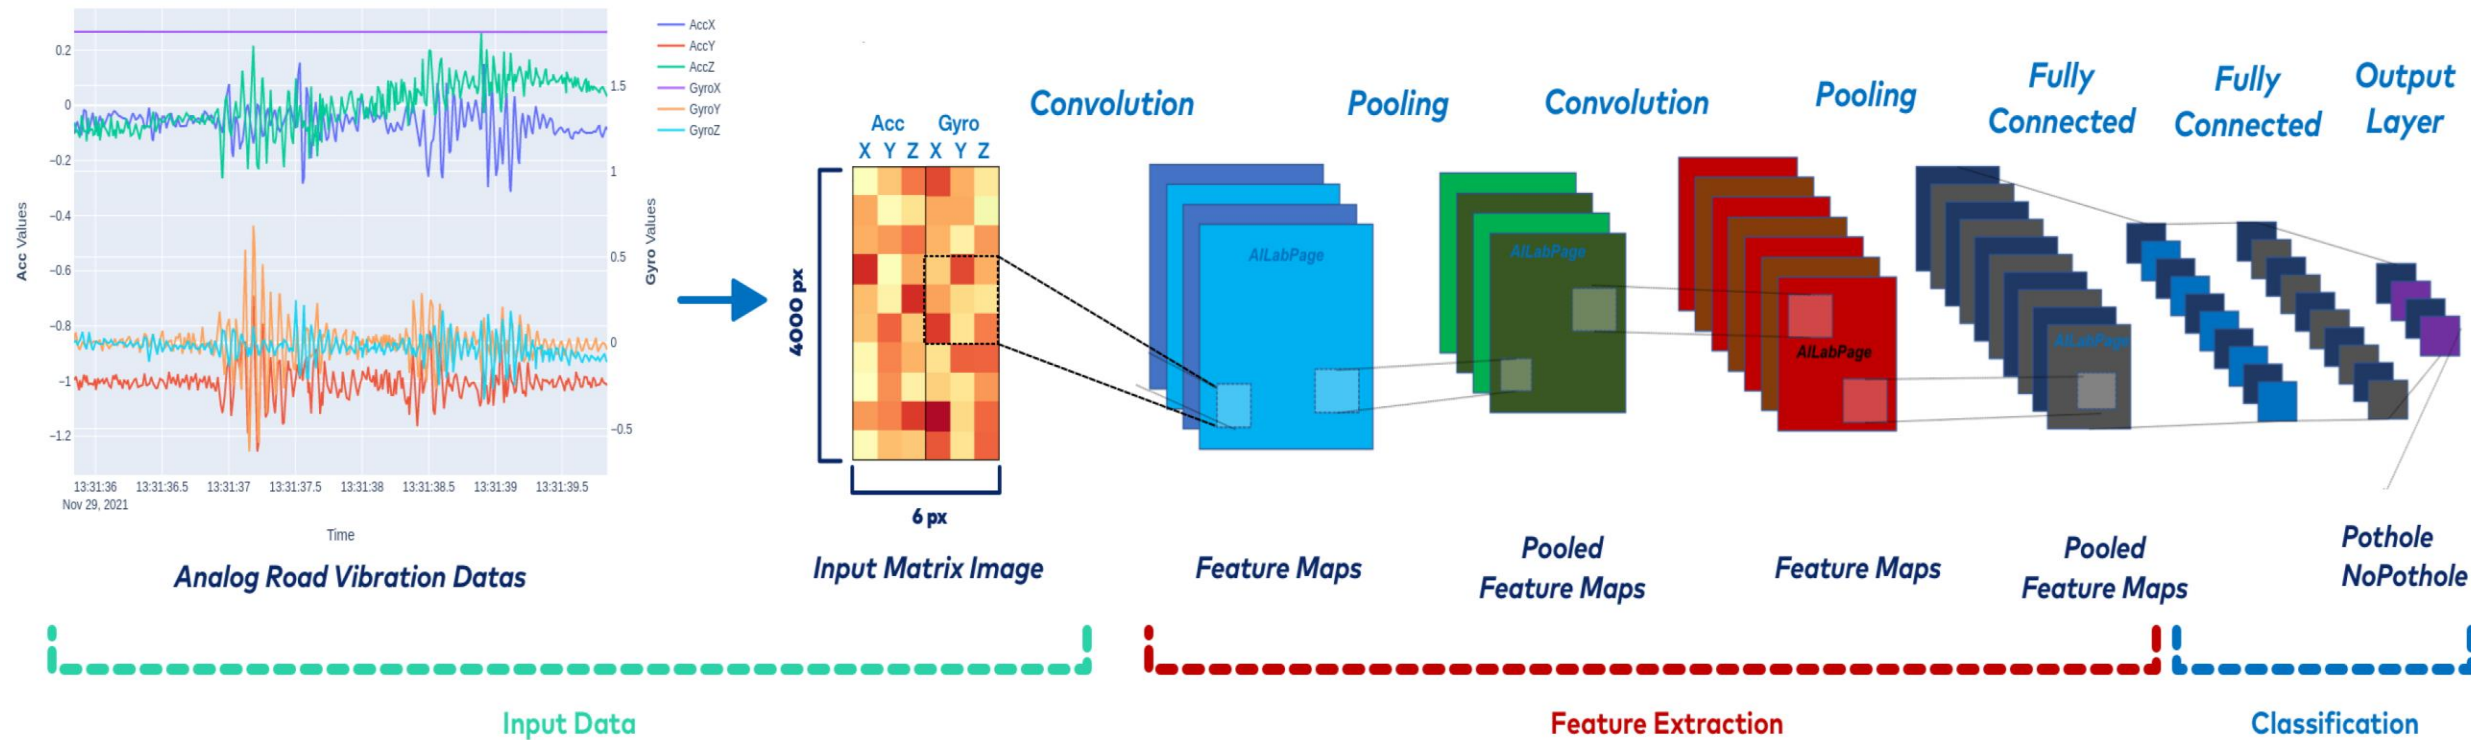 AccX
AccY
AccZ
GyroX
GyroY
GyroZ
0.2
0
−0.2
−0.4
−0.6
−0.8
−1
−1.2
1.5
1
0.5
0
−0.5
Acc Values
Gyro Values
13:31:36
Nov 29, 2021
13:31:36.5
13:31:37
13:31:37.5
13:31:38
13:31:38.5
13:31:39
13:31:39.5
Time
Analog Road Vibration Datas
Acc Gyro
X Y Z X Y Z
4000 px
6 px
Input Matrix Image
Convolution
Pooling
Convolution
Pooling
Fully
Connected
Fully
Connected
Output
Layer
AILabPage
AILabPage
AILabPage
AILabPage
Feature Maps
Pooled
Feature Maps
Feature Maps
Pooled
Feature Maps
Pothole
NoPothole
Input Data
Feature Extraction
Classification